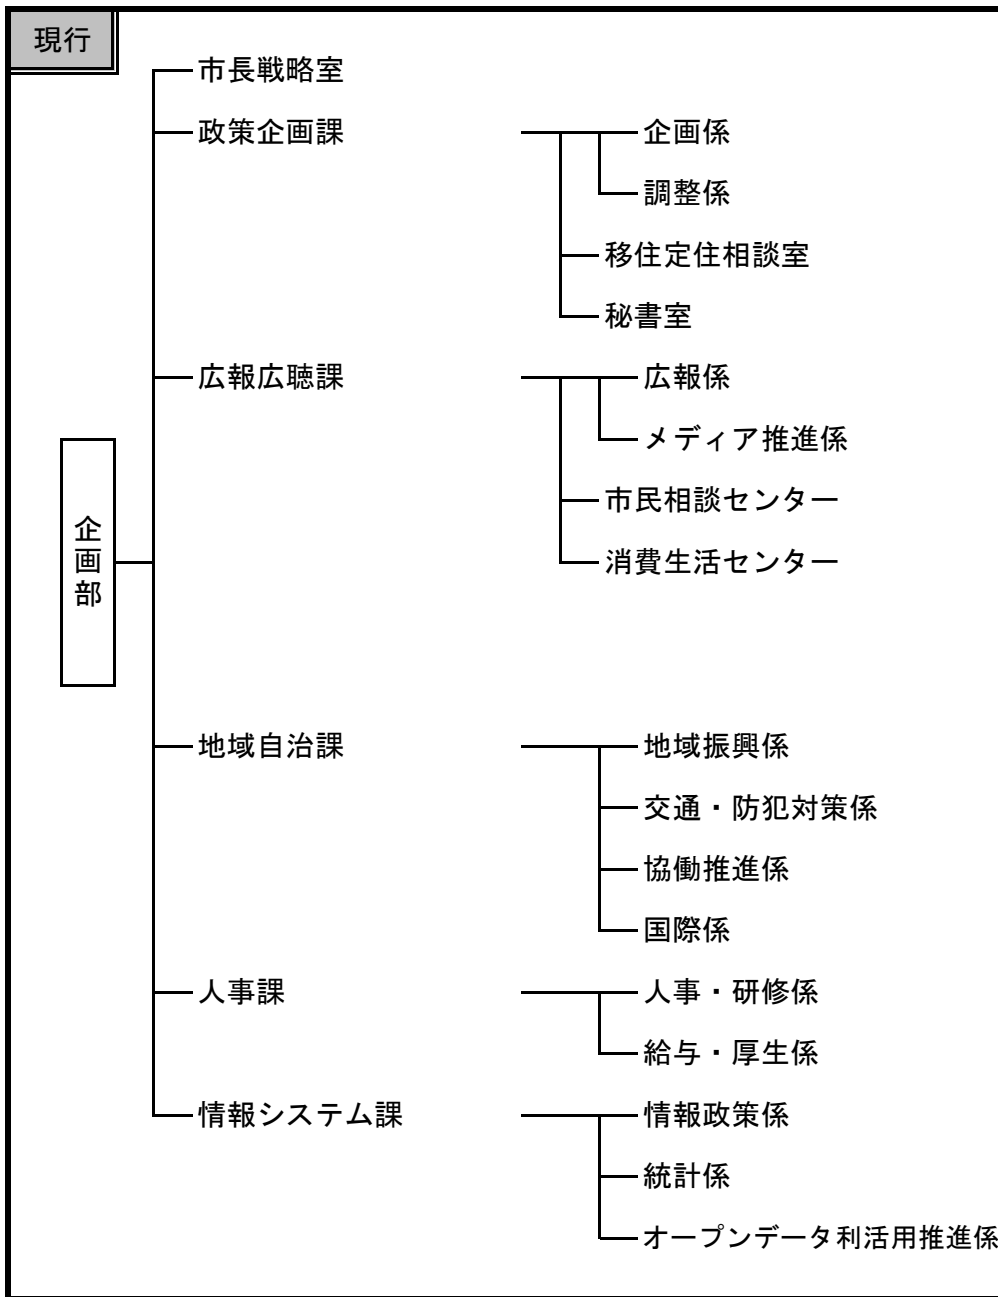 現行
市長戦略室
政策企画課 企画係
調整係
移住定住相談室
秘書室
広報広聴課 広報係
メディア推進係
市民相談センター
消費生活センター
企画部
地域自治課 地域振興係
交通・防犯対策係
協働推進係
国際係
人事課 人事・研修係
給与・厚生係
情報システム課 情報政策係
統計係
オープンデータ利活用推進係